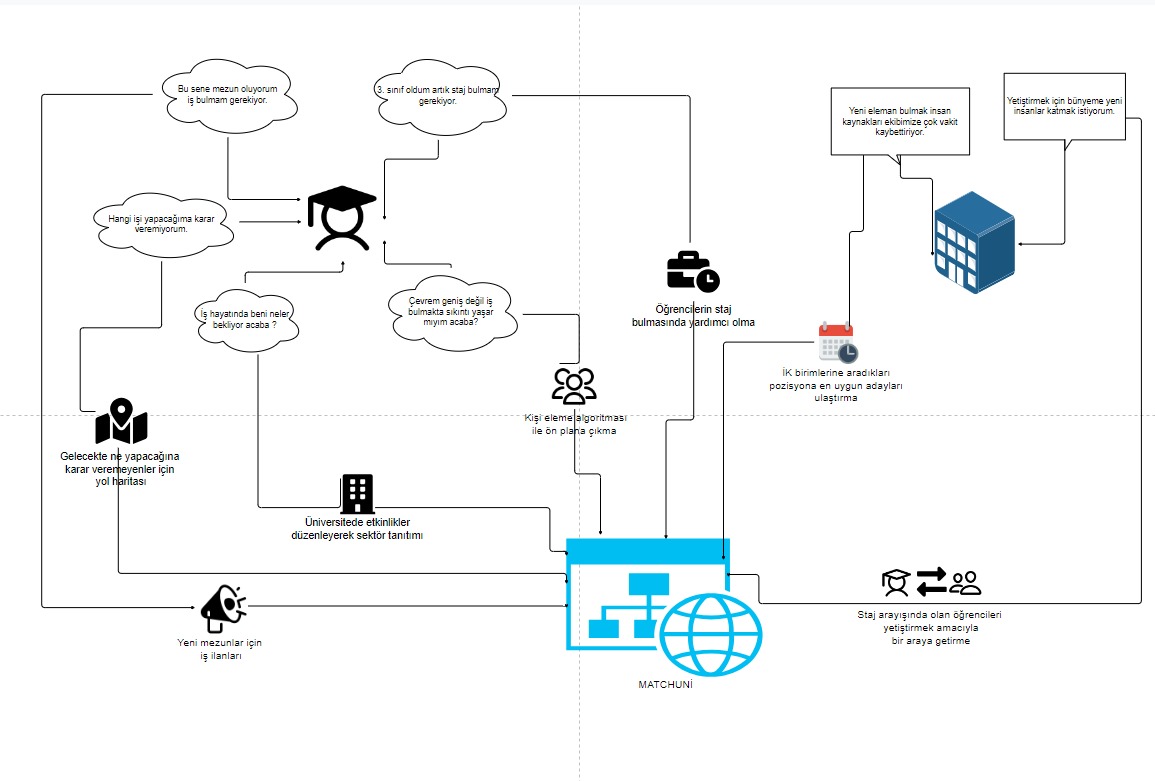 Bu sene mezun oluyorum
iş bulmam gerekiyor.
3. sınıf oldum artık staj bulmam
gerekiyor.
Yeni eleman bulmak insan
kaynakları ekibimize çok vakit
kaybettiriyor.
Yetiştirmek için bünyeme yeni
insanlar katmak istiyorum.
Hangi işi yapacağıma karar
veremiyorum.
İş hayatında beni neler
bekliyor acaba ?
Çevrem geniş değil iş
bulmakta sıkıntı yaşar
mıyım acaba?
Öğrencilerin staj
bulmasında yardımcı olma
İK birimlerine aradıkları
pozisyona en uygun adayları
ulaştırma
Kişi eleme algoritması
ile ön plana çıkma
Gelecekte ne yapacağına
karar veremeyenler için
yol haritası
Üniversitede etkinlikler
düzenleyerek sektör tanıtımı
Yeni mezunlar için
iş ilanları
Staj arayışında olan öğrencileri
yetiştirmek amacıyla
bir araya getirme
MATCHUNİ